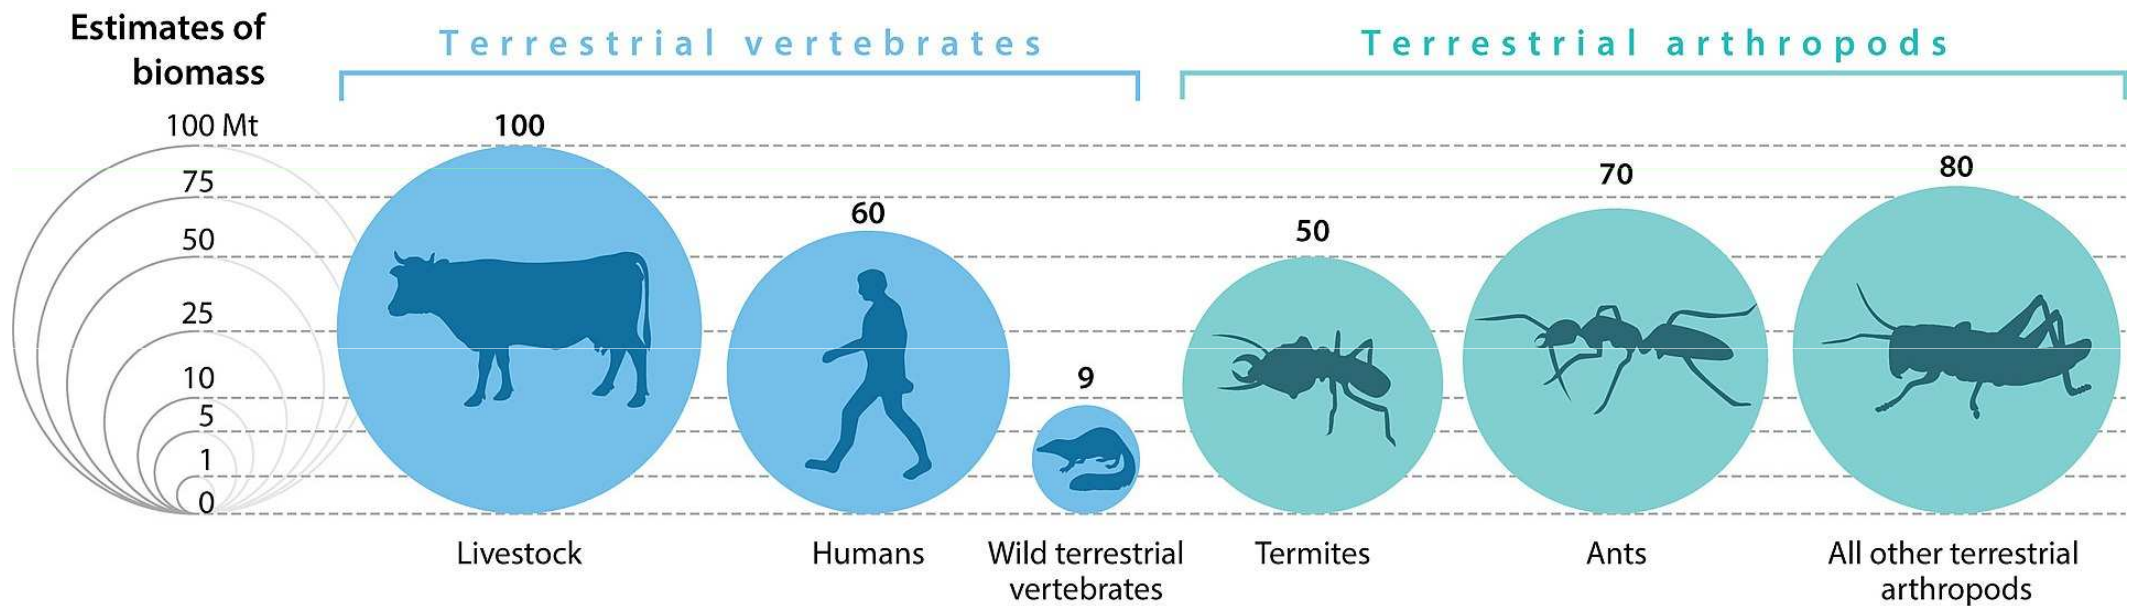 Estimates of
biomass
Terrestrial vertebrates
Terrestrial arthropods
100 Mt
75
50
25
10
5
1
0
100
60
9
50
70
80
Livestock
Humans
Wild terrestrial
vertebrates
Termites
Ants
All other terrestrial
arthropods